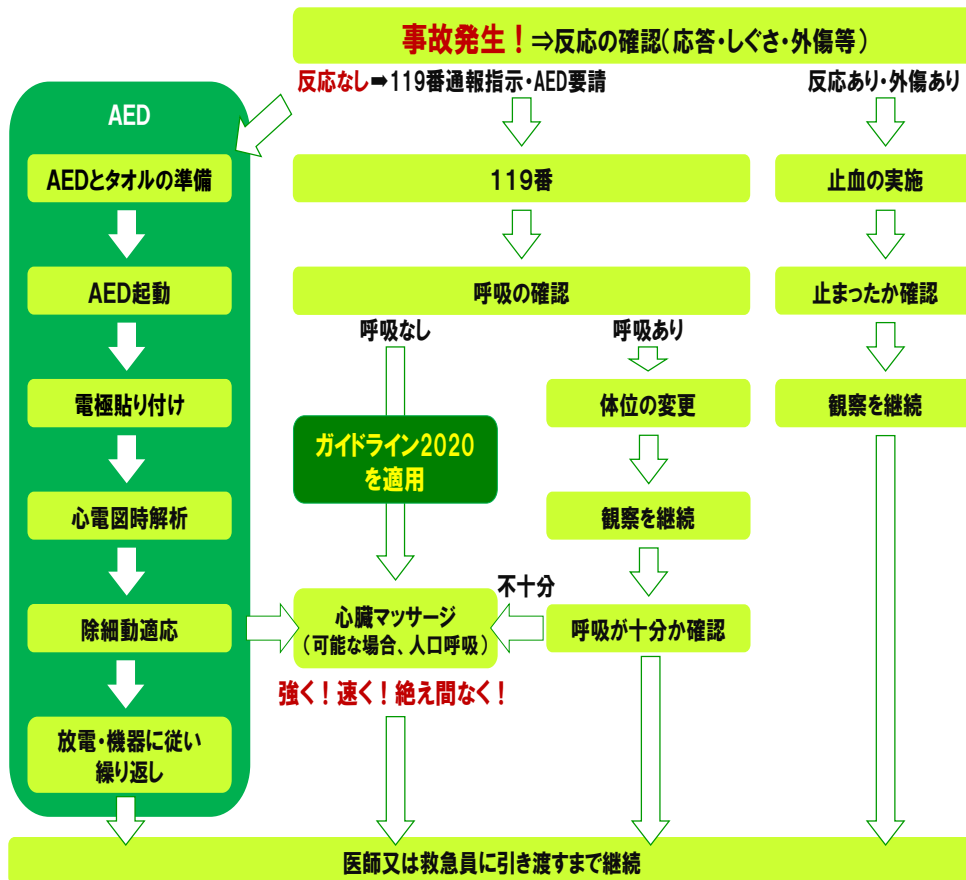 事故発生！⇒反応の確認（応答・しぐさ・外傷等）
反応なし➡119番通報指示・AED要請
反応あり・外傷あり
AED
AEDとタオルの準備
119番
止血の実施
AED起動
呼吸の確認
止まったか確認
呼吸なし
呼吸あり
電極貼り付け
体位の変更
観察を継続
ガイドライン2020
を適用
心電図時解析
観察を継続
不十分
除細動適応
心臓マッサージ
（可能な場合、人口呼吸）
呼吸が十分か確認
強く！速く！絶え間なく！
放電・機器に従い
繰り返し
医師又は救急員に引き渡すまで継続